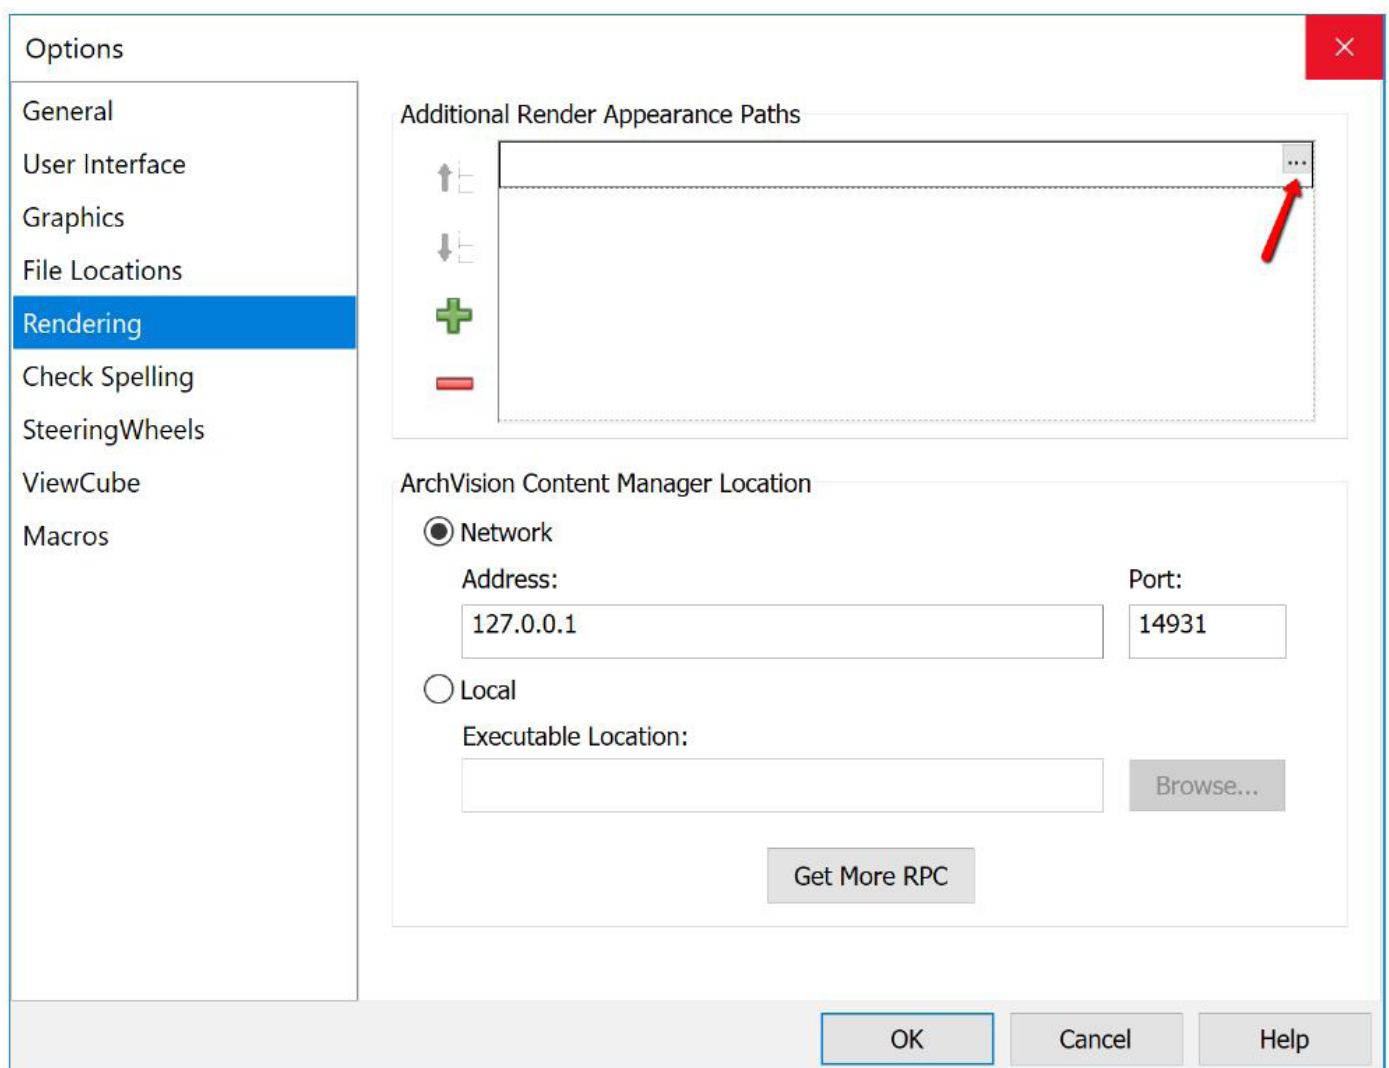 Options
General
User Interface
Graphics
File Locations
Rendering
Check Spelling
SteeringWheels
ViewCube
Macros
Additional Render Appearance Paths
...
ArchVision Content Manager Location
Network
Address:
Port:
127.0.0.1
14931
Local
Executable Location:
Browse...
Get More RPC
OK
Cancel
Help